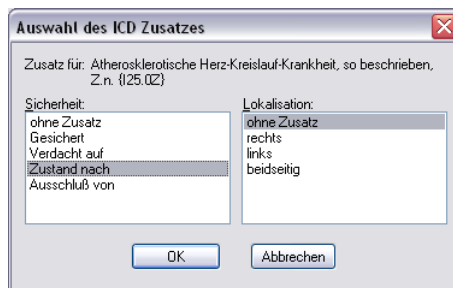 Auswahl des ICD Zusatzes
Zusatz für: Atherosklerotische Herz-Kreislauf-Krankheit, so beschrieben,
Z.n. {I25.0Z}
Sicherheit:
ohne Zusatz
Gesichert
Verdacht auf
Zustand nach
Ausschluß von
Lokalisation:
ohne Zusatz
rechts
links
beidseitig
OK
Abbrechen